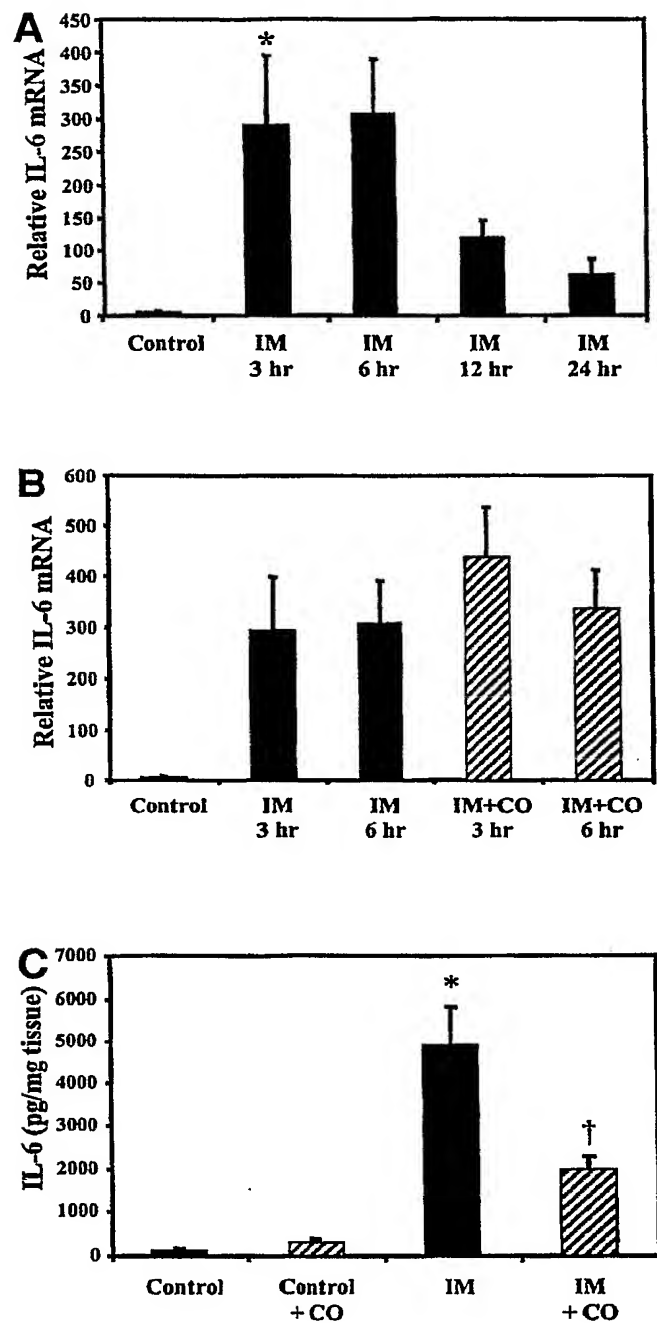 A
Relative IL-6 mRNA
450
400
350
300
250
200
150
100
50
0
*
Control
IM
3 hr
IM
6 hr
IM
12 hr
IM
24 hr
B
Relative IL-6 mRNA
600
500
400
300
200
100
0
Control
IM
3 hr
IM
6 hr
IM+CO
3 hr
IM+CO
6 hr
C
IL-6 (pg/mg tissue)
7000
6000
5000
4000
3000
2000
1000
0
*
†
Control
Control
+ CO
IM
IM
+ CO